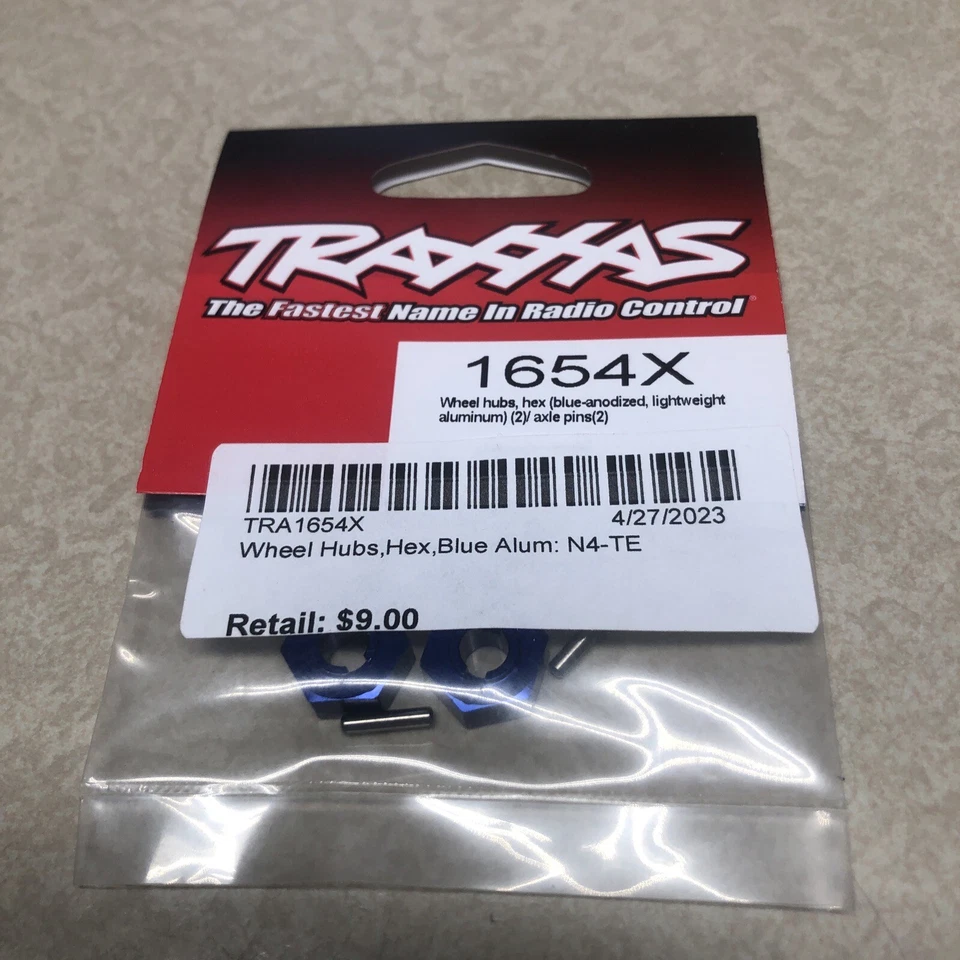 TRAXXAS
The Fastest Name In Radio Control
1654X
Wheel hubs, hex (blue-anodized, lightweight
aluminum) (2)/ axle pins(2)
TRA1654X 4/27/2023
Wheel Hubs,Hex,Blue Alum: N4-TE
Retail: $9.00